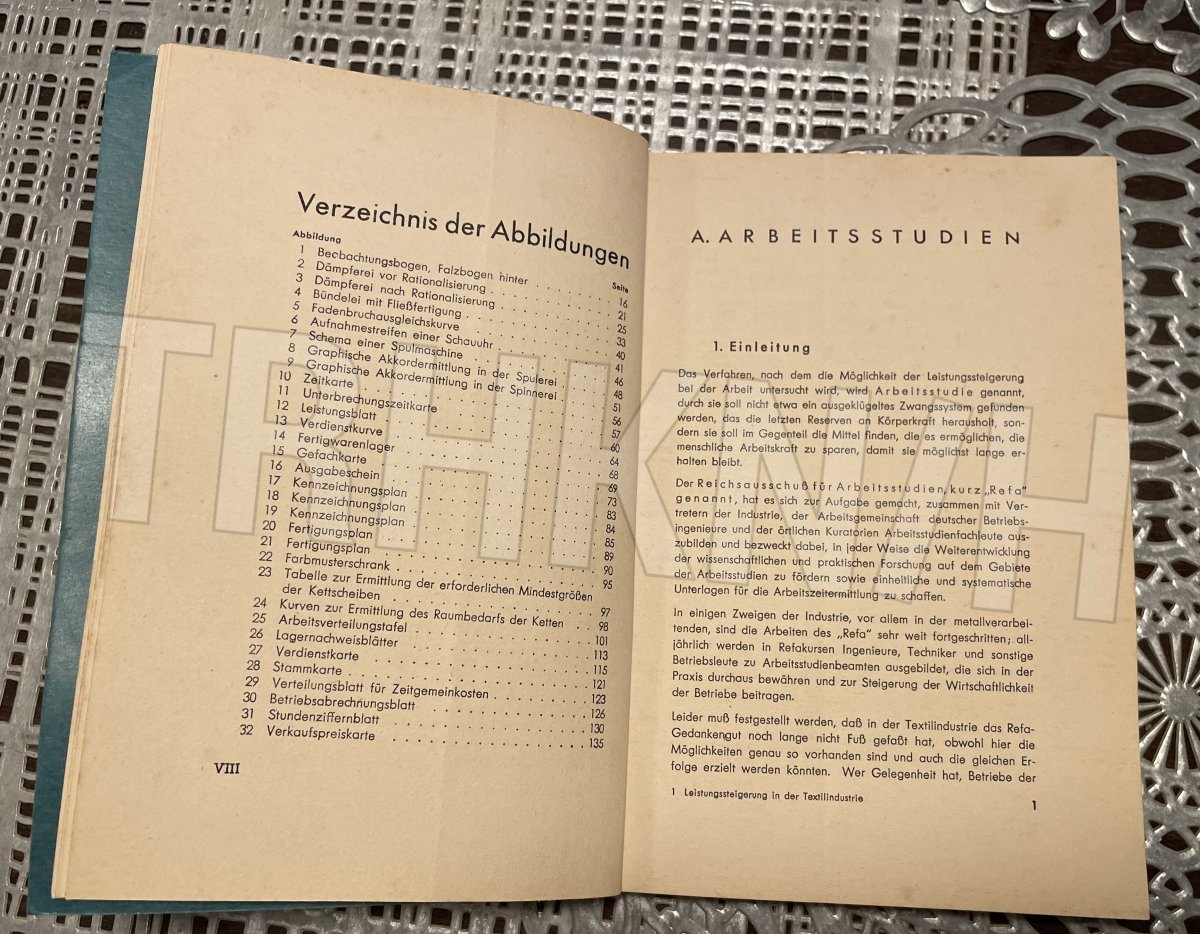 Verzeichnis der Abbildungen
Abbildung Seite
1 Beobachtungsbogen, Falzbogen hinter . . . . . . . 16
2 Dämpferei vor Rationalisierung . . . . . . . 21
3 Dämpferei nach Rationalisierung . . . . . . . 25
4 Bündelei mit Fließfertigung . . . . . . . 33
5 Fadenbruchausgleichskurve . . . . . . . 40
6 Aufnahmestreifen einer Schauuhr . . . . . . . 41
7 Schema einer Spulmaschine . . . . . . . 46
8 Graphische Akkordermittlung in der Spulerei . . . . 48
9 Graphische Akkordermittlung in der Spinnerei . . . . 51
10 Zeitkarte . . . . . . . 56
11 Unterbrechungszeitkarte . . . . . . . 57
12 Leistungsblatt . . . . . . . 60
13 Verdienstkurve . . . . . . . 64
14 Fertigwarenlager . . . . . . . 68
15 Gefachkarte . . . . . . . 69
16 Ausgabeschein . . . . . . . 73
17 Kennzeichnungsplan . . . . . . . 83
18 Kennzeichnungsplan . . . . . . . 84
19 Kennzeichnungsplan . . . . . . . 85
20 Fertigungsplan . . . . . . . 89
21 Fertigungsplan . . . . . . . 90
22 Farbmusterschrank . . . . . . . 95
23 Tabelle zur Ermittlung der erforderlichen Mindestgrößen
der Kettscheiben . . . . . . . 97
24 Kurven zur Ermittlung des Raumbedarfs der Ketten . . 98
25 Arbeitsverteilungstafel . . . . . . . 101
26 Lagernachweisblätter . . . . . . . 113
27 Verdienstkarte . . . . . . . 115
28 Stammkarte . . . . . . . 121
29 Verteilungsblatt für Zeitgemeinkosten . . . . . . . 123
30 Betriebsabrechnungsblatt . . . . . . . 126
31 Stundenziffernblatt . . . . . . . 130
32 Verkaufspreiskarte . . . . . . . 135
VIII
A. ARBEITSSTUDIEN
1. Einleitung
Das Verfahren, nach dem die Möglichkeit der Leistungssteigerung
bei der Arbeit untersucht wird, wird Arbeitsstudie genannt,
durch sie soll nicht etwa ein ausgeklügeltes Zwangssystem gefunden
werden, das die letzten Reserven an Körperkraft herausholt, son-
dern sie soll im Gegenteil die Mittel finden, die es ermöglichen, die
menschliche Arbeitskraft zu sparen, damit sie möglichst lange er-
halten bleibt.
Der Reichsausschuß für Arbeitsstudien, kurz „Refa"
genannt, hat es sich zur Aufgabe gemacht, zusammen mit Ver-
tretern der Industrie, der Arbeitsgemeinschaft deutscher Betriebs-
ingenieure und der örtlichen Kuratorien Arbeitsstudienfachleute aus-
zubilden und bezweckt dabei, in jeder Weise die Weiterentwicklung
der wissenschaftlichen und praktischen Forschung auf dem Gebiete
der Arbeitsstudien zu fördern sowie einheitliche und systematische
Unterlagen für die Arbeitszeitermittlung zu schaffen.
In einigen Zweigen der Industrie, vor allem in der metallverarbei-
tenden, sind die Arbeiten des „Refa" sehr weit fortgeschritten; all-
jährlich werden in Refakursen Ingenieure, Techniker und sonstige
Betriebsleute zu Arbeitsstudienbeamten ausgebildet, die sich in der
Praxis durchaus bewähren und zur Steigerung der Wirtschaftlichkeit
der Betriebe beitragen.
Leider muß festgestellt werden, daß in der Textilindustrie das Refa-
Gedankengut noch lange nicht Fuß gefaßt hat, obwohl hier die
Möglichkeiten genau so vorhanden sind und auch die gleichen Er-
folge erzielt werden könnten. Wer Gelegenheit hat, Betriebe der
1 Leistungssteigerung in der Textilindustrie
1
TRHKNIH